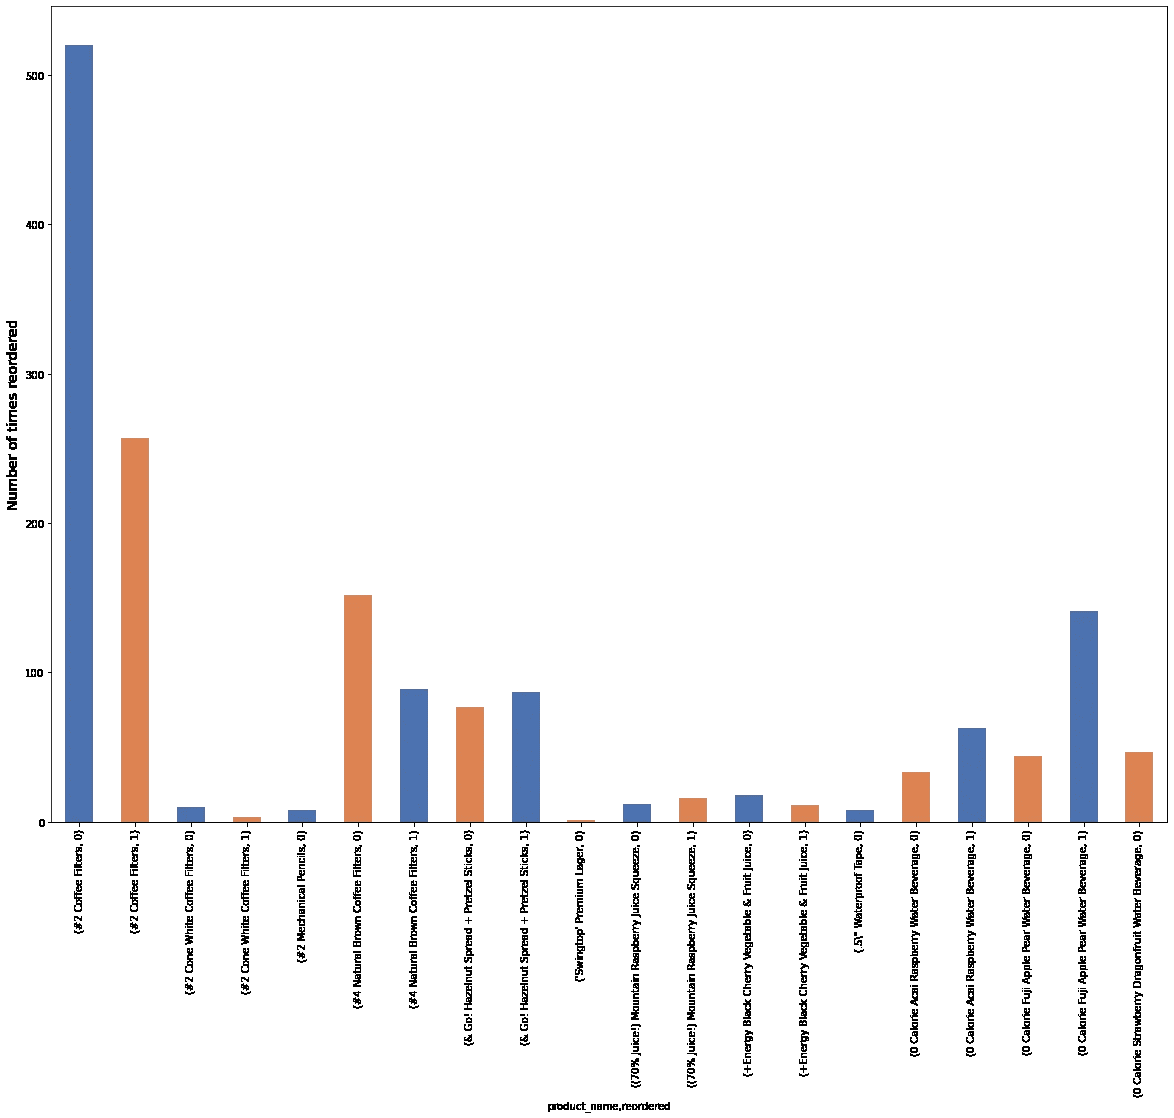 Number of times reordered
500
400
300
200
100
0
(#2 Coffee Filters, 0)
(#2 Coffee Filters, 1)
(#2 Cone White Coffee Filters, 0)
(#2 Cone White Coffee Filters, 1)
(#2 Mechanical Pencils, 0)
(#4 Natural Brown Coffee Filters, 0)
(#4 Natural Brown Coffee Filters, 1)
(& Go! Hazelnut Spread + Pretzel Sticks, 0)
(& Go! Hazelnut Spread + Pretzel Sticks, 1)
('Swingtop' Premium Lager, 0)
((70% Juice!) Mountain Raspberry Juice Squeeze, 0)
((70% Juice!) Mountain Raspberry Juice Squeeze, 1)
(+Energy Black Cherry Vegetable & Fruit Juice, 0)
(+Energy Black Cherry Vegetable & Fruit Juice, 1)
(.5\" Waterproof Tape, 0)
(0 Calorie Acai Raspberry Water Beverage, 0)
(0 Calorie Acai Raspberry Water Beverage, 1)
(0 Calorie Fuji Apple Pear Water Beverage, 0)
(0 Calorie Fuji Apple Pear Water Beverage, 1)
(0 Calorie Strawberry Dragonfruit Water Beverage, 0)
product_name,reordered